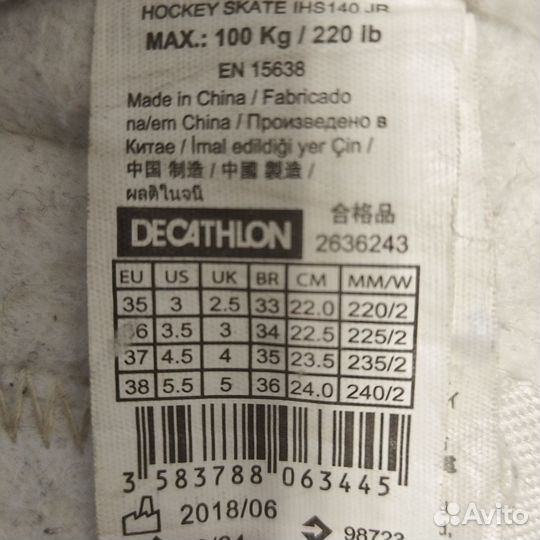 HOCKEY SKATE IHS140 JR
MAX.: 100 Kg / 220 lb
EN 15638
Made in China / Fabricado
na/em China / Произведено в
Китае / İmal edildiği yer Çin /
中国 制造 / 中國 製造 /
ผลิตในจีน
DECATHLON 合格品
2636243
EU US UK BR CM MM/W
35 3 2.5 33 22.0 220/2
36 3.5 3 34 22.5 225/2
37 4.5 4 35 23.5 235/2
38 5.5 5 36 24.0 240/2
3 583788 063445
2018/06
98723
Avito